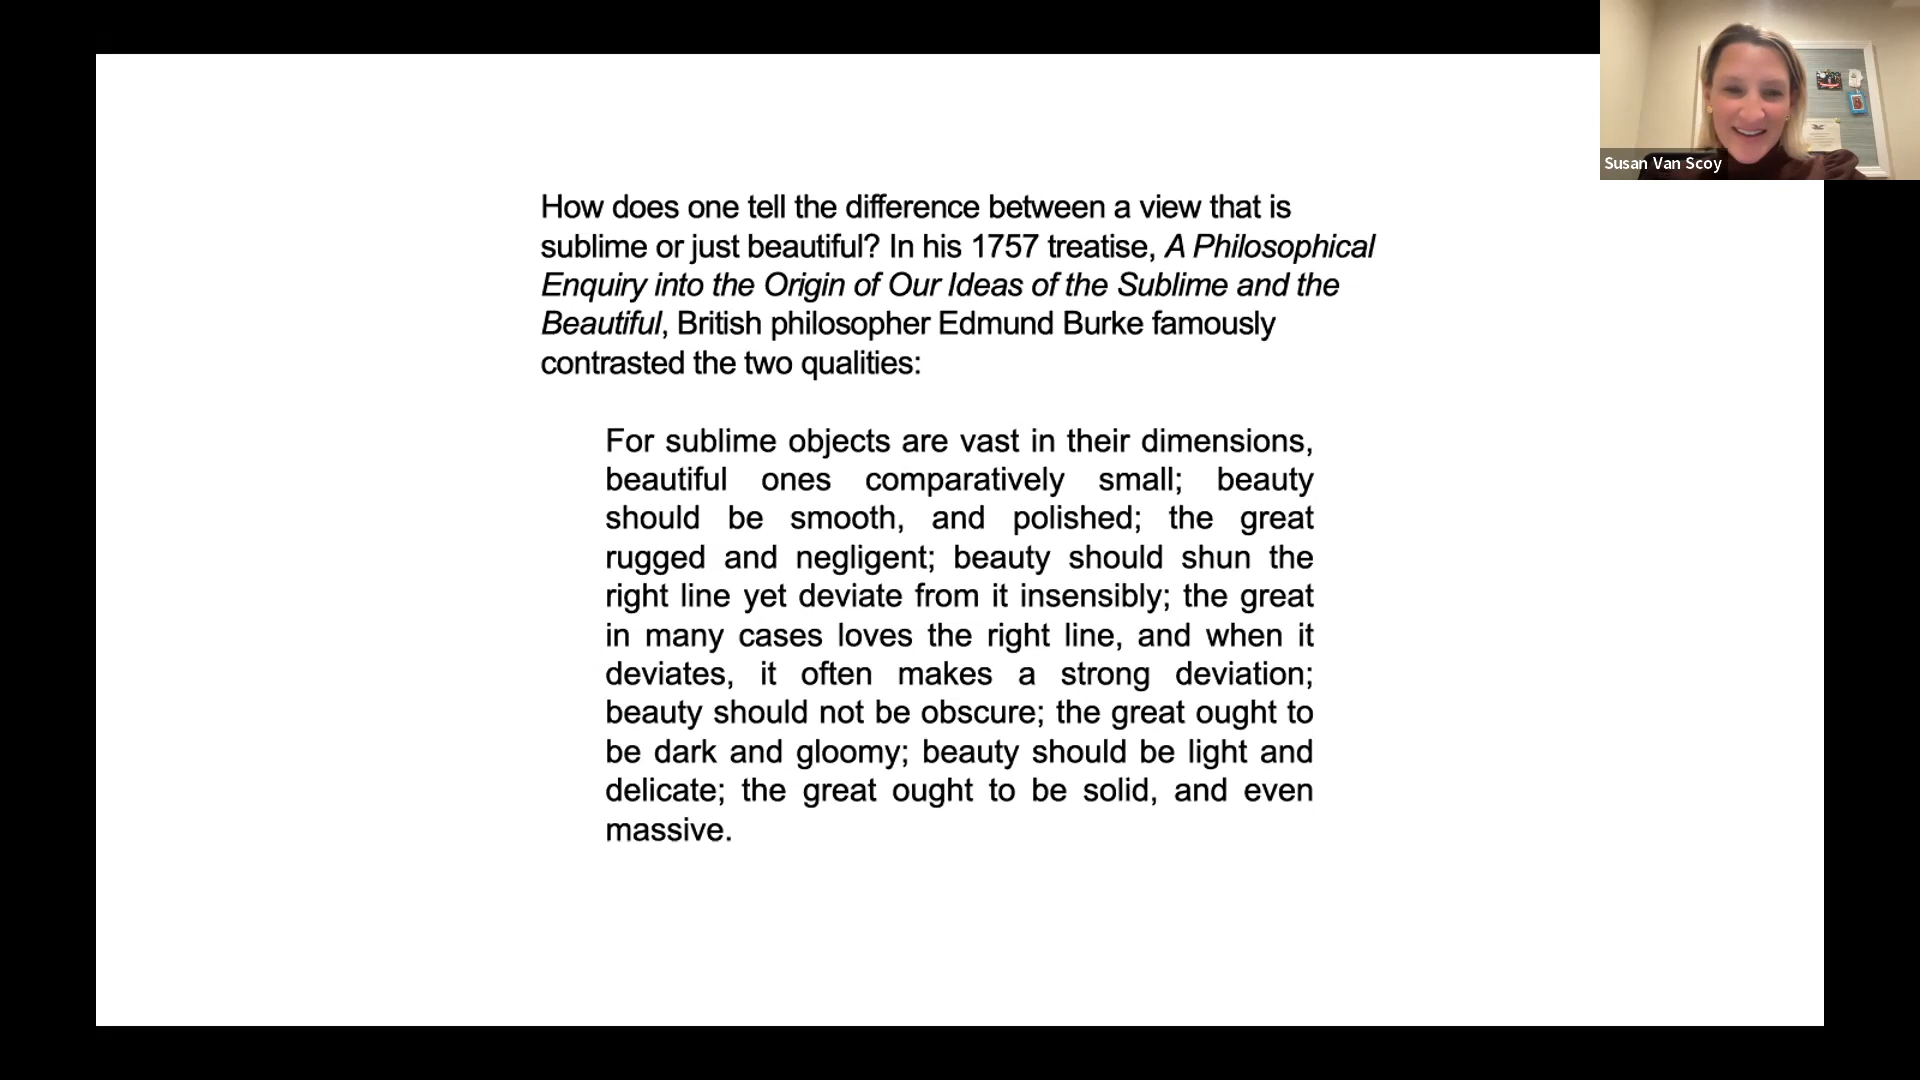 How does one tell the difference between a view that is
sublime or just beautiful? In his 1757 treatise, A Philosophical
Enquiry into the Origin of Our Ideas of the Sublime and the
Beautiful, British philosopher Edmund Burke famously
contrasted the two qualities:
For sublime objects are vast in their dimensions,
beautiful ones comparatively small; beauty
should be smooth, and polished; the great
rugged and negligent; beauty should shun the
right line yet deviate from it insensibly; the great
in many cases loves the right line, and when it
deviates, it often makes a strong deviation;
beauty should not be obscure; the great ought to
be dark and gloomy; beauty should be light and
delicate; the great ought to be solid, and even
massive.
Susan Van Scoy